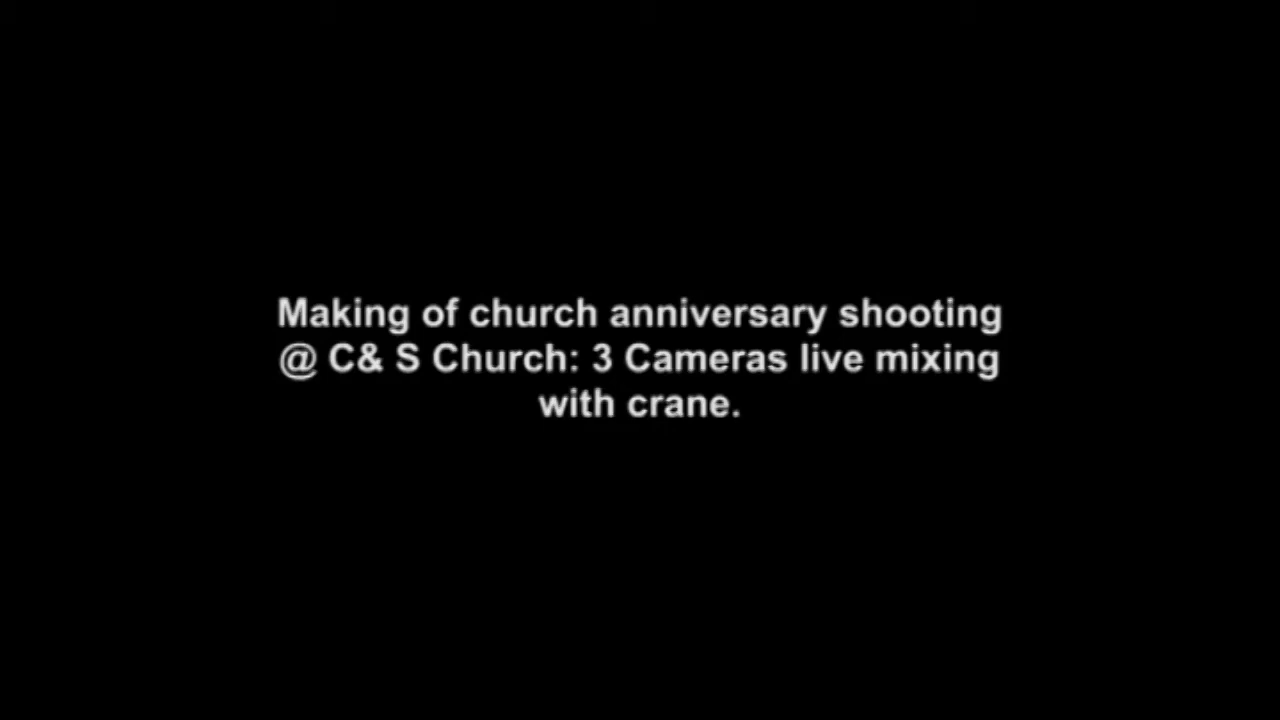 Making of church anniversary shooting
@ C& S Church: 3 Cameras live mixing
with crane.